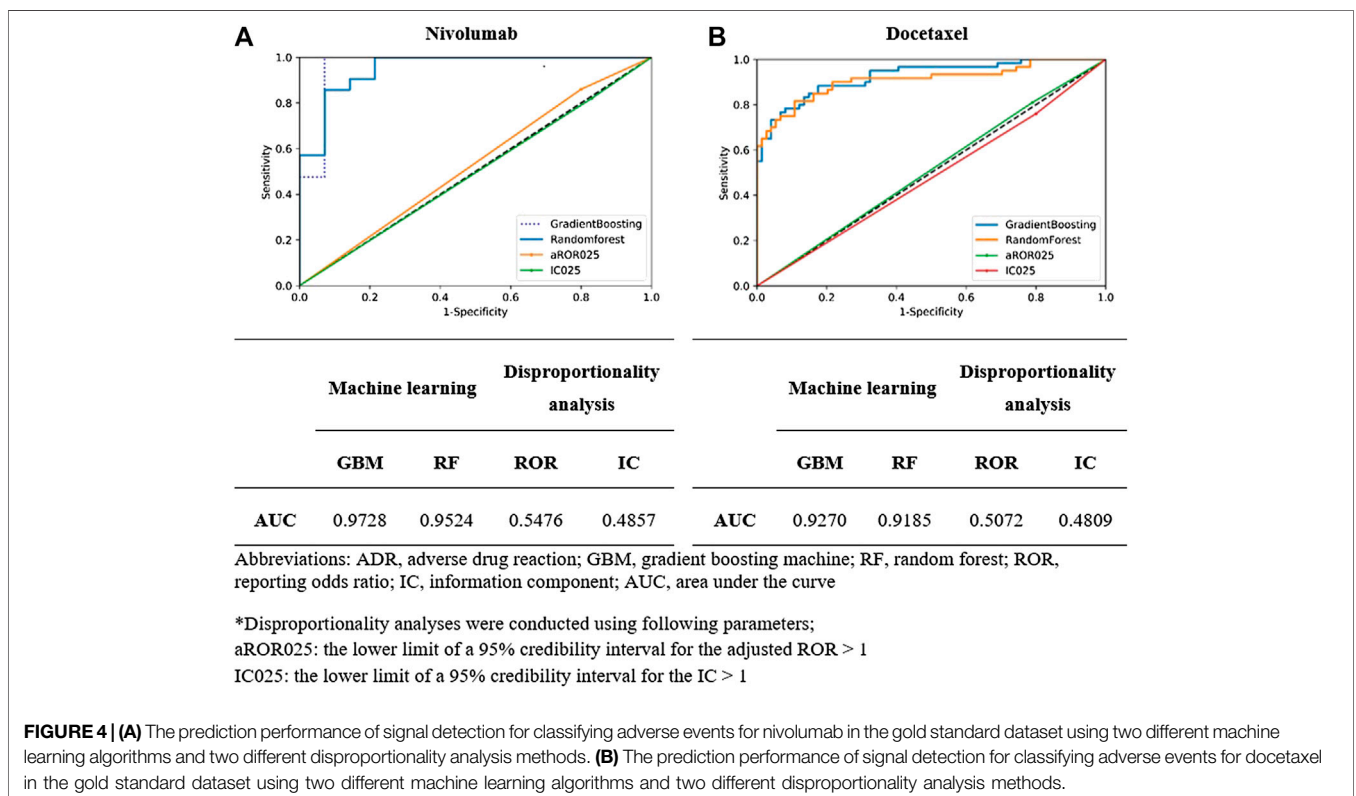 A
Nivolumab
1.0
0.8
0.6
0.4
0.2
0.0
Sensitivity
0.0 0.2 0.4 0.6 0.8 1.0
1-Specificity
GradientBoosting
Randomforest
aROR025
IC025
B
Docetaxel
1.0
0.8
0.6
0.4
0.2
0.0
Sensitivity
0.0 0.2 0.4 0.6 0.8 1.0
1-Specificity
GradientBoosting
RandomForest
aROR025
IC025
Machine learning
Disproportionality
analysis
GBM RF ROR IC
AUC 0.9728 0.9524 0.5476 0.4857
Machine learning
Disproportionality
analysis
GBM RF ROR IC
AUC 0.9270 0.9185 0.5072 0.4809
Abbreviations: ADR, adverse drug reaction; GBM, gradient boosting machine; RF, random forest; ROR,
reporting odds ratio; IC, information component; AUC, area under the curve
*Disproportionality analyses were conducted using following parameters;
aROR025: the lower limit of a 95% credibility interval for the adjusted ROR > 1
IC025: the lower limit of a 95% credibility interval for the IC > 1
FIGURE 4 | (A) The prediction performance of signal detection for classifying adverse events for nivolumab in the gold standard dataset using two different machine
learning algorithms and two different disproportionality analysis methods. (B) The prediction performance of signal detection for classifying adverse events for docetaxel
in the gold standard dataset using two different machine learning algorithms and two different disproportionality analysis methods.